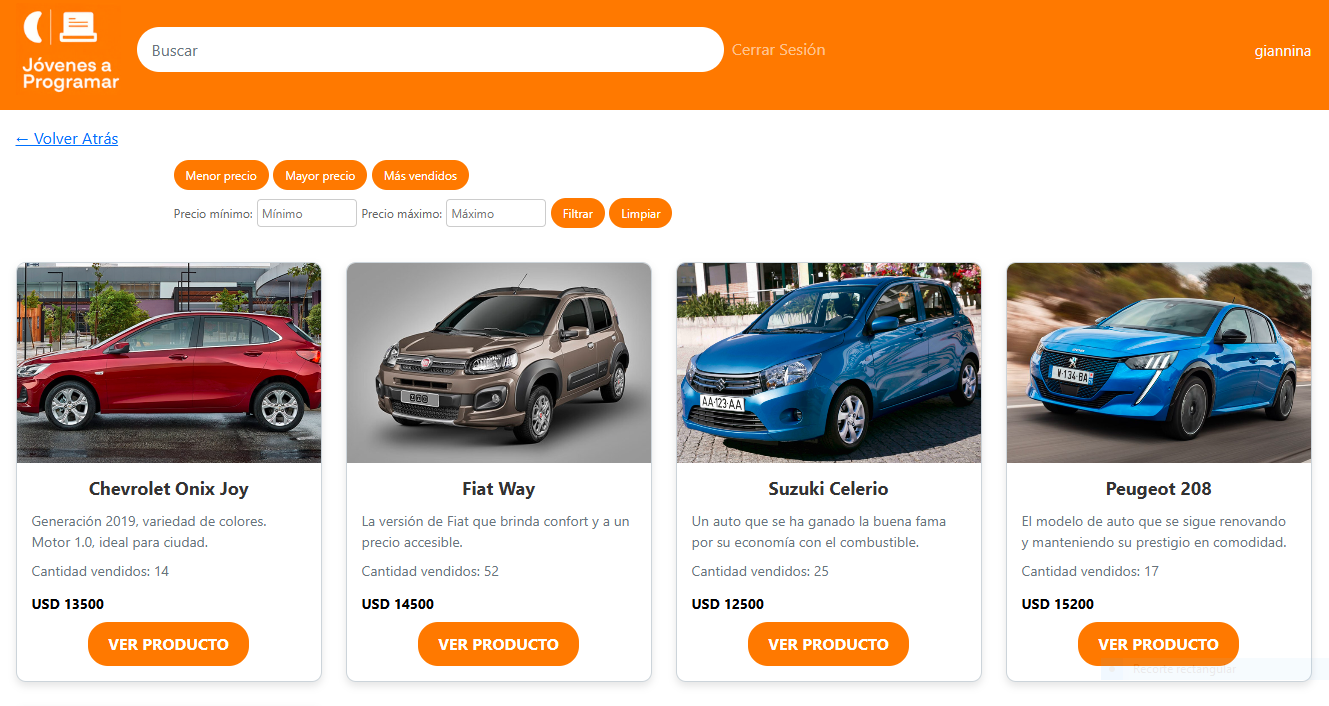 Jóvenes a
Programar
Buscar
Cerrar Sesión
giannina
← Volver Atrás
Menor precio Mayor precio Más vendidos
Precio mínimo: Mínimo Precio máximo: Máximo Filtrar Limpiar
AA-123-AA
V-134-BA
Chevrolet Onix Joy
Generación 2019, variedad de colores.
Motor 1.0, ideal para ciudad.
Cantidad vendidos: 14
USD 13500
VER PRODUCTO
Fiat Way
La versión de Fiat que brinda confort y a un
precio accesible.
Cantidad vendidos: 52
USD 14500
VER PRODUCTO
Suzuki Celerio
Un auto que se ha ganado la buena fama
por su economía con el combustible.
Cantidad vendidos: 25
USD 12500
VER PRODUCTO
Peugeot 208
El modelo de auto que se sigue renovando
y manteniendo su prestigio en comodidad.
Cantidad vendidos: 17
USD 15200
VER PRODUCTO
Recorte rectangular